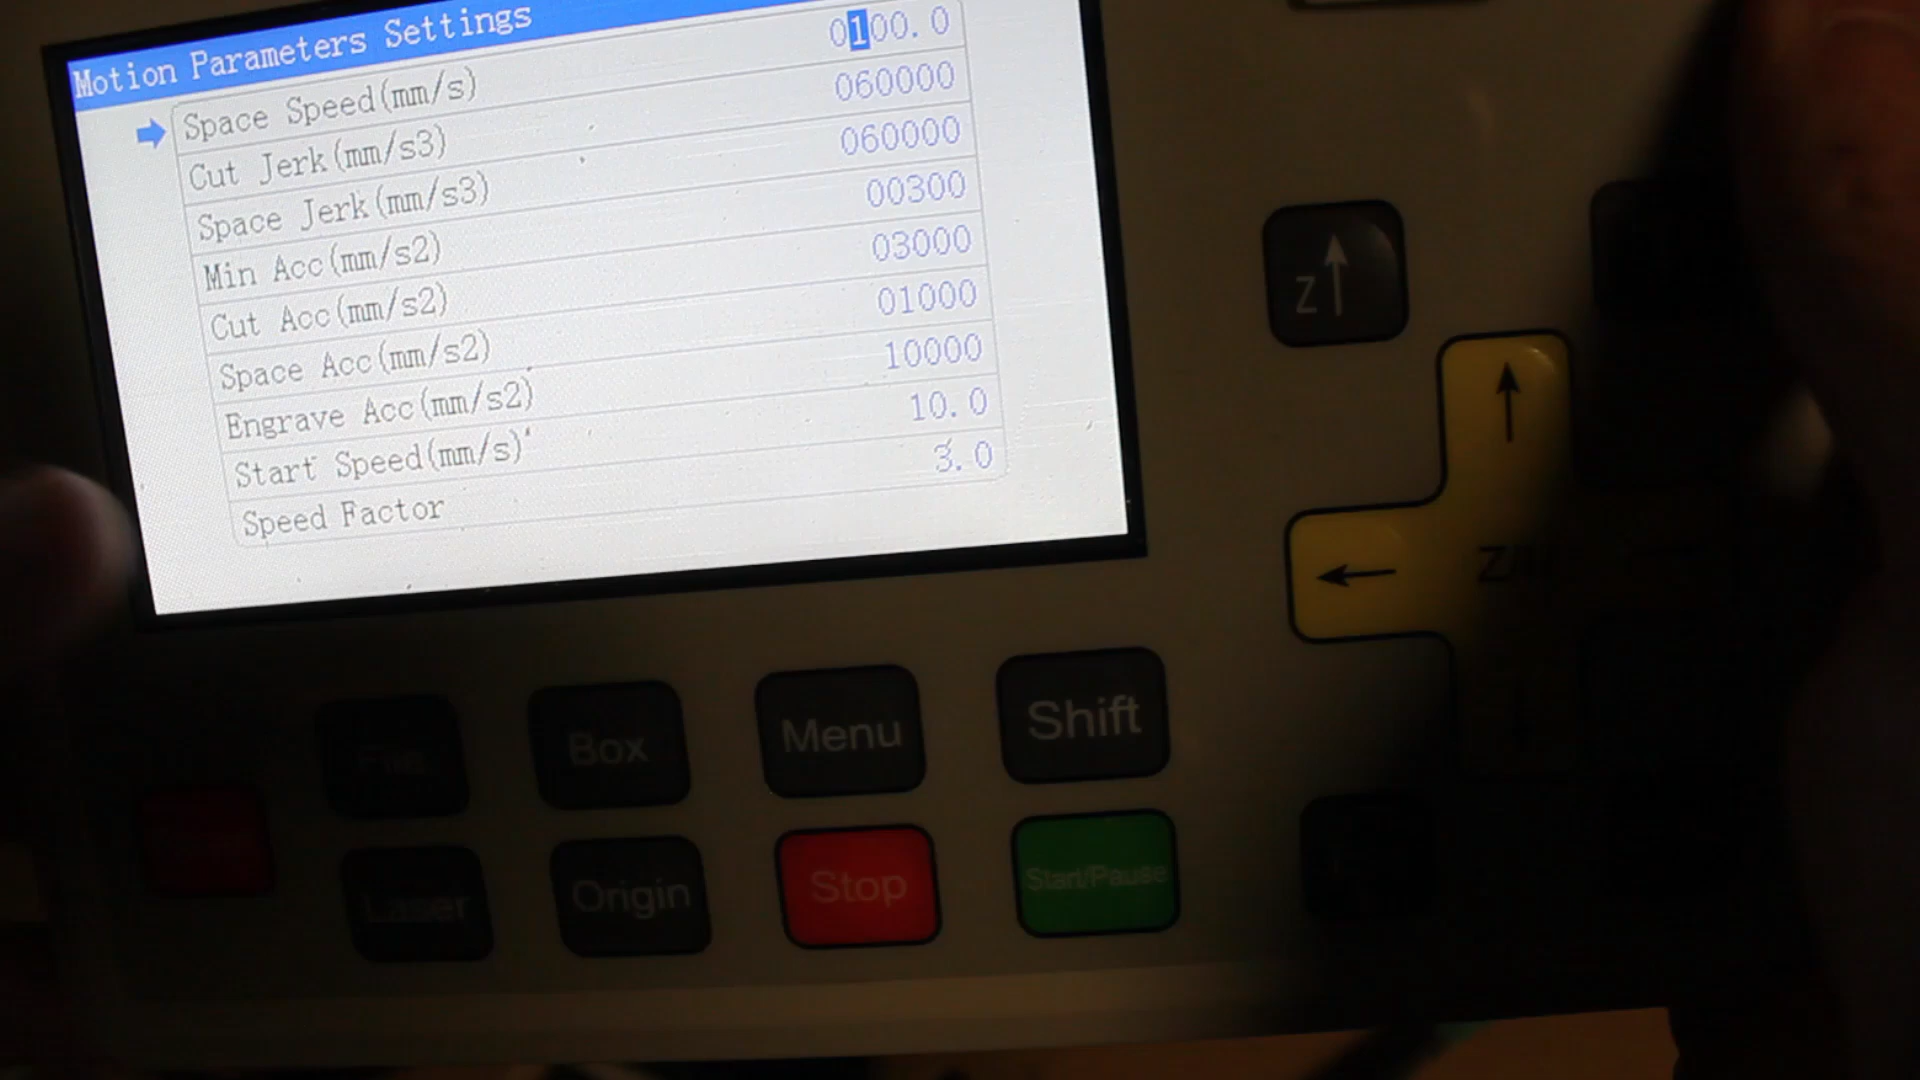 Motion Parameters Settings
Space Speed(mm/s) 0100.0
Cut Jerk(mm/s3) 060000
Space Jerk(mm/s3) 060000
Min Acc(mm/s2) 00300
Cut Acc(mm/s2) 03000
Space Acc(mm/s2) 01000
Engrave Acc(mm/s2) 10000
Start Speed(mm/s) 10.0
Speed Factor 3.0
Z
Box Menu Shift
Laser Origin Stop Start/Pause